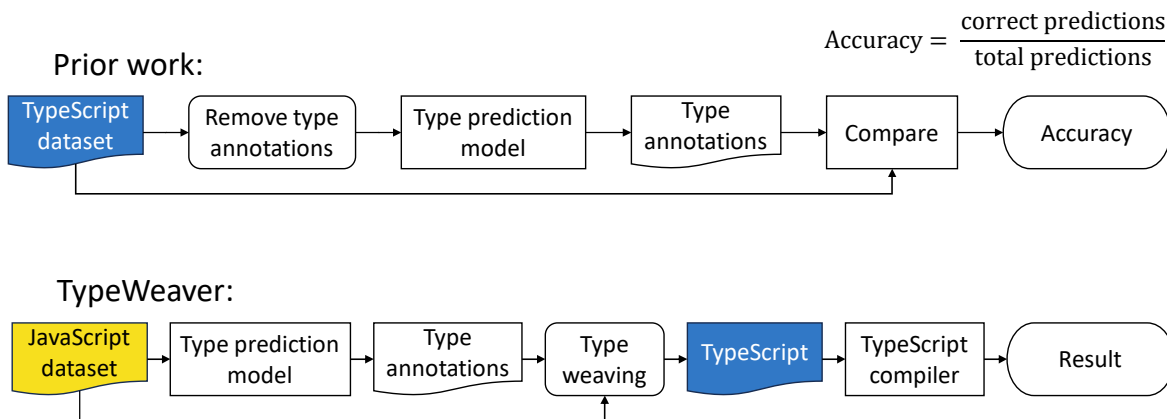 Accuracy = correct predictions / total predictions
Prior work:
TypeScript
dataset
Remove type
annotations
Type prediction
model
Type
annotations
Compare
Accuracy
TypeWeaver:
JavaScript
dataset
Type prediction
model
Type
annotations
Type
weaving
TypeScript
TypeScript
compiler
Result